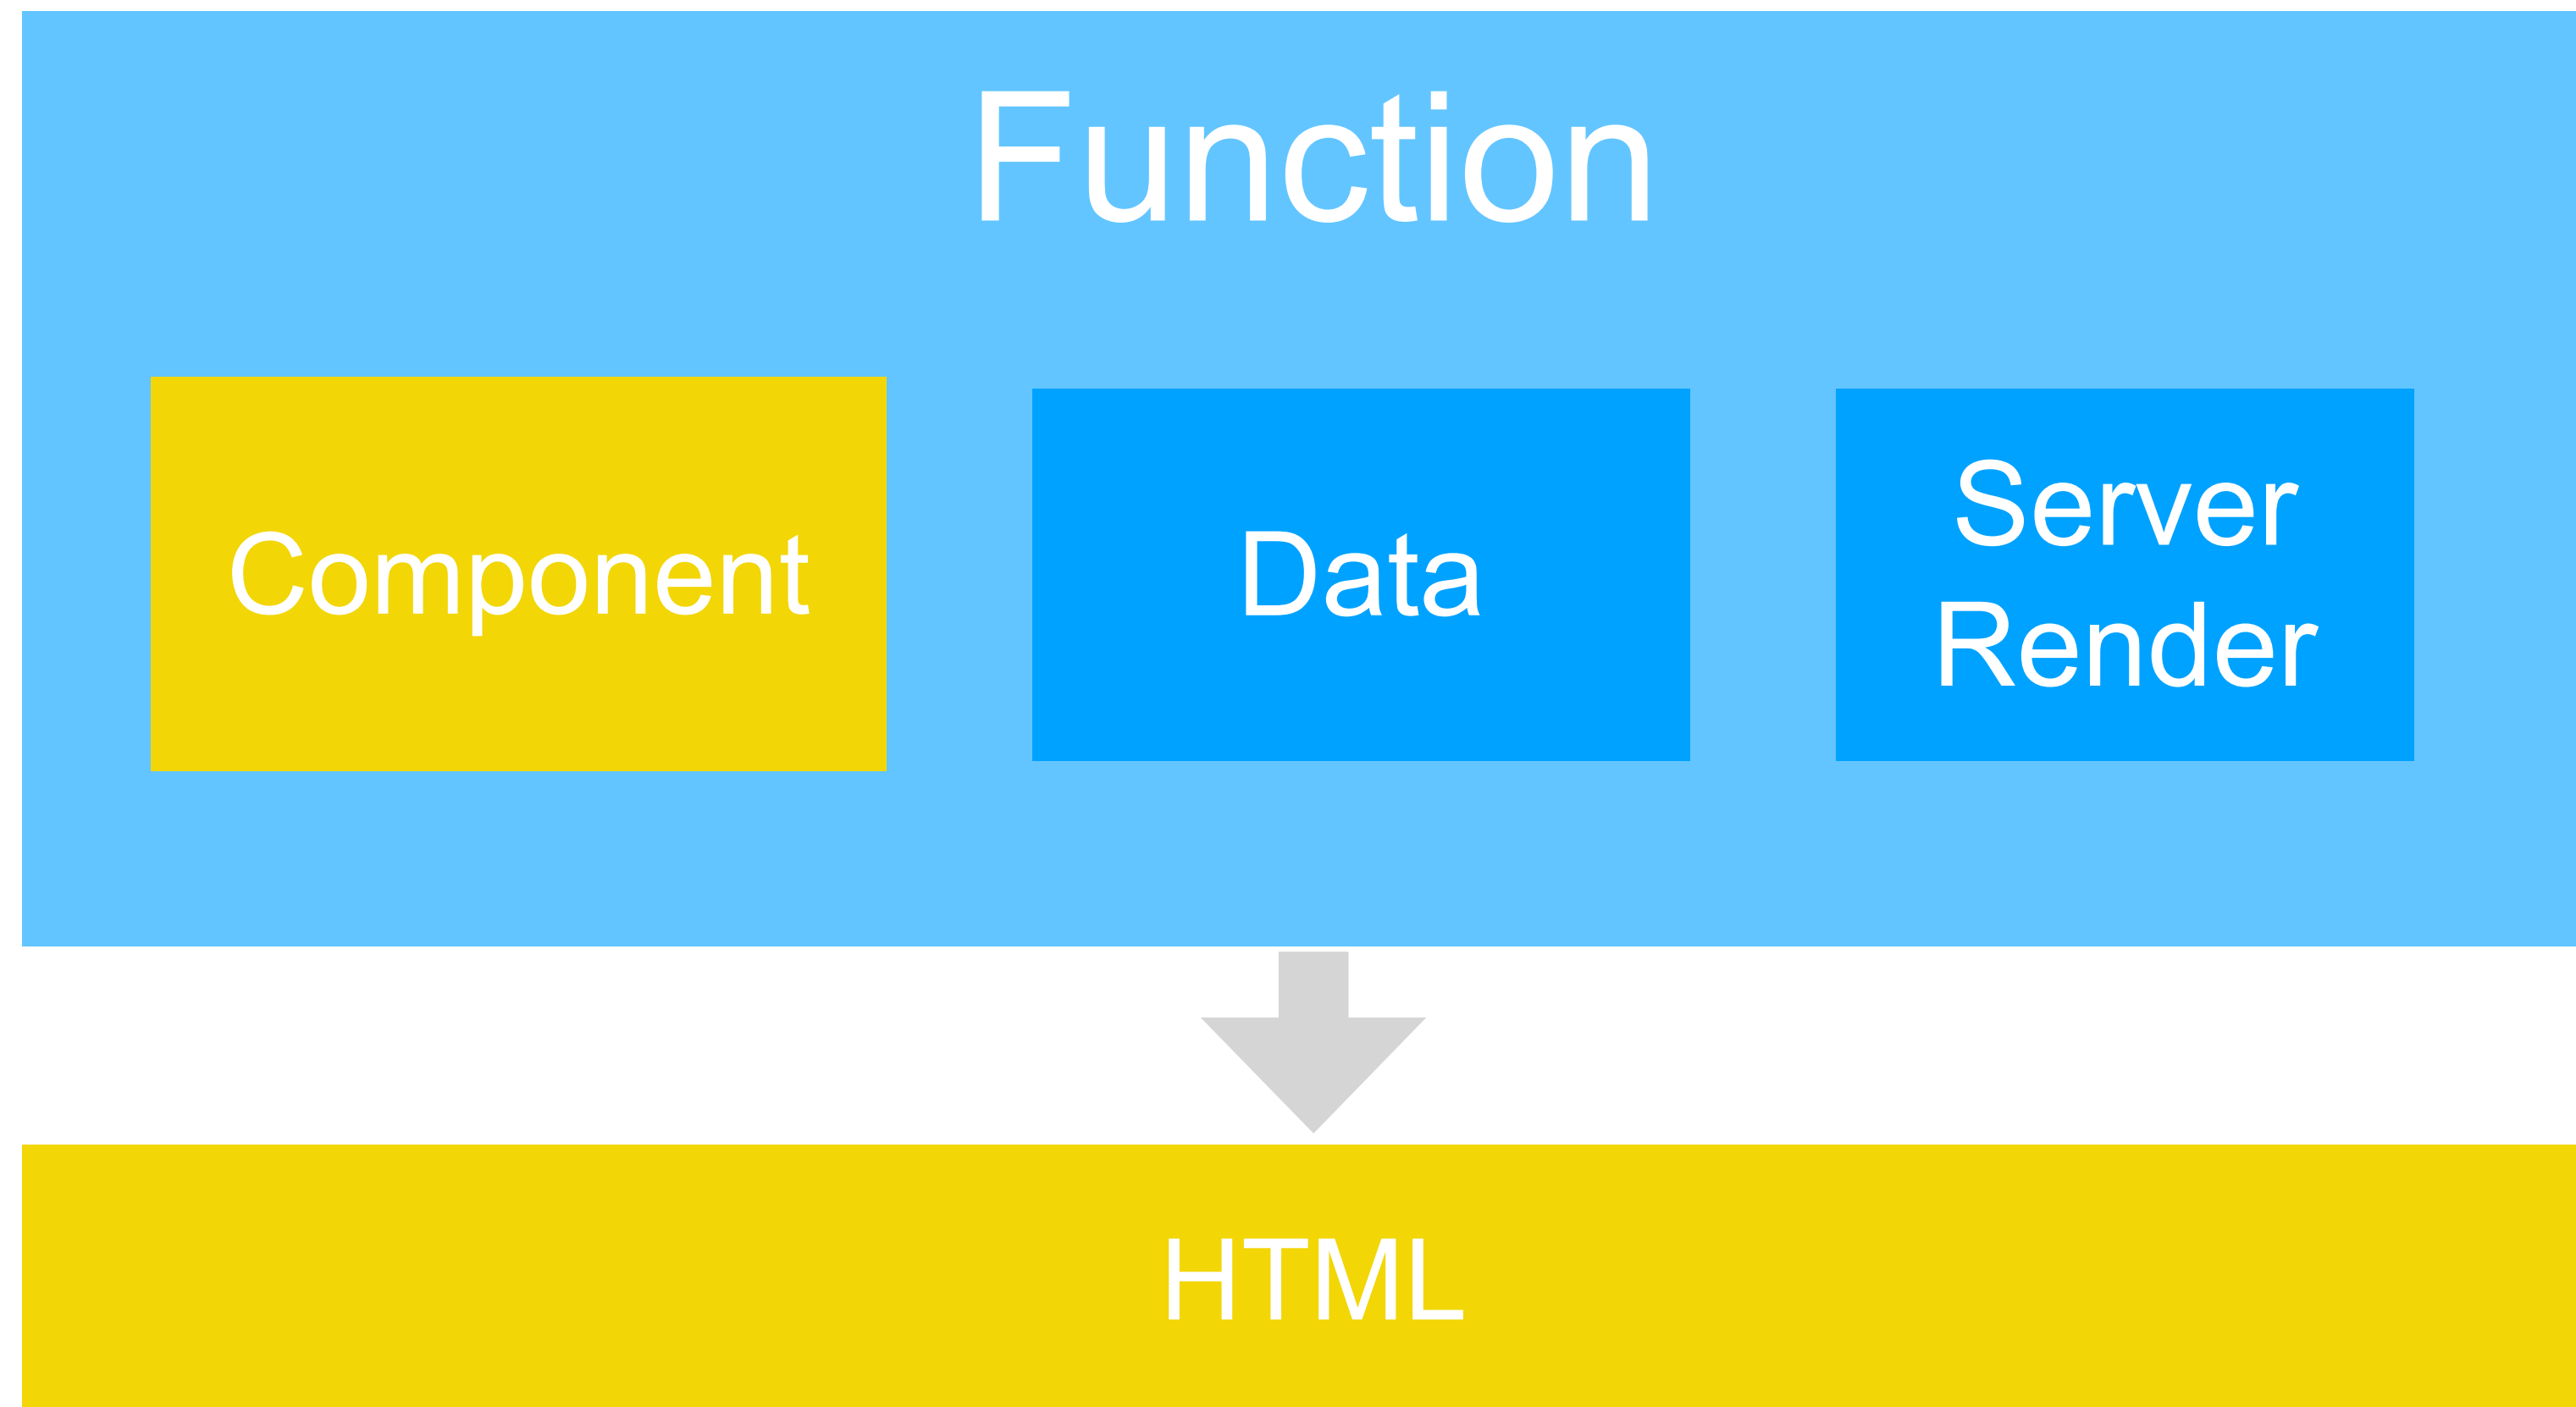 Function
Component
Data
Server
Render
HTML